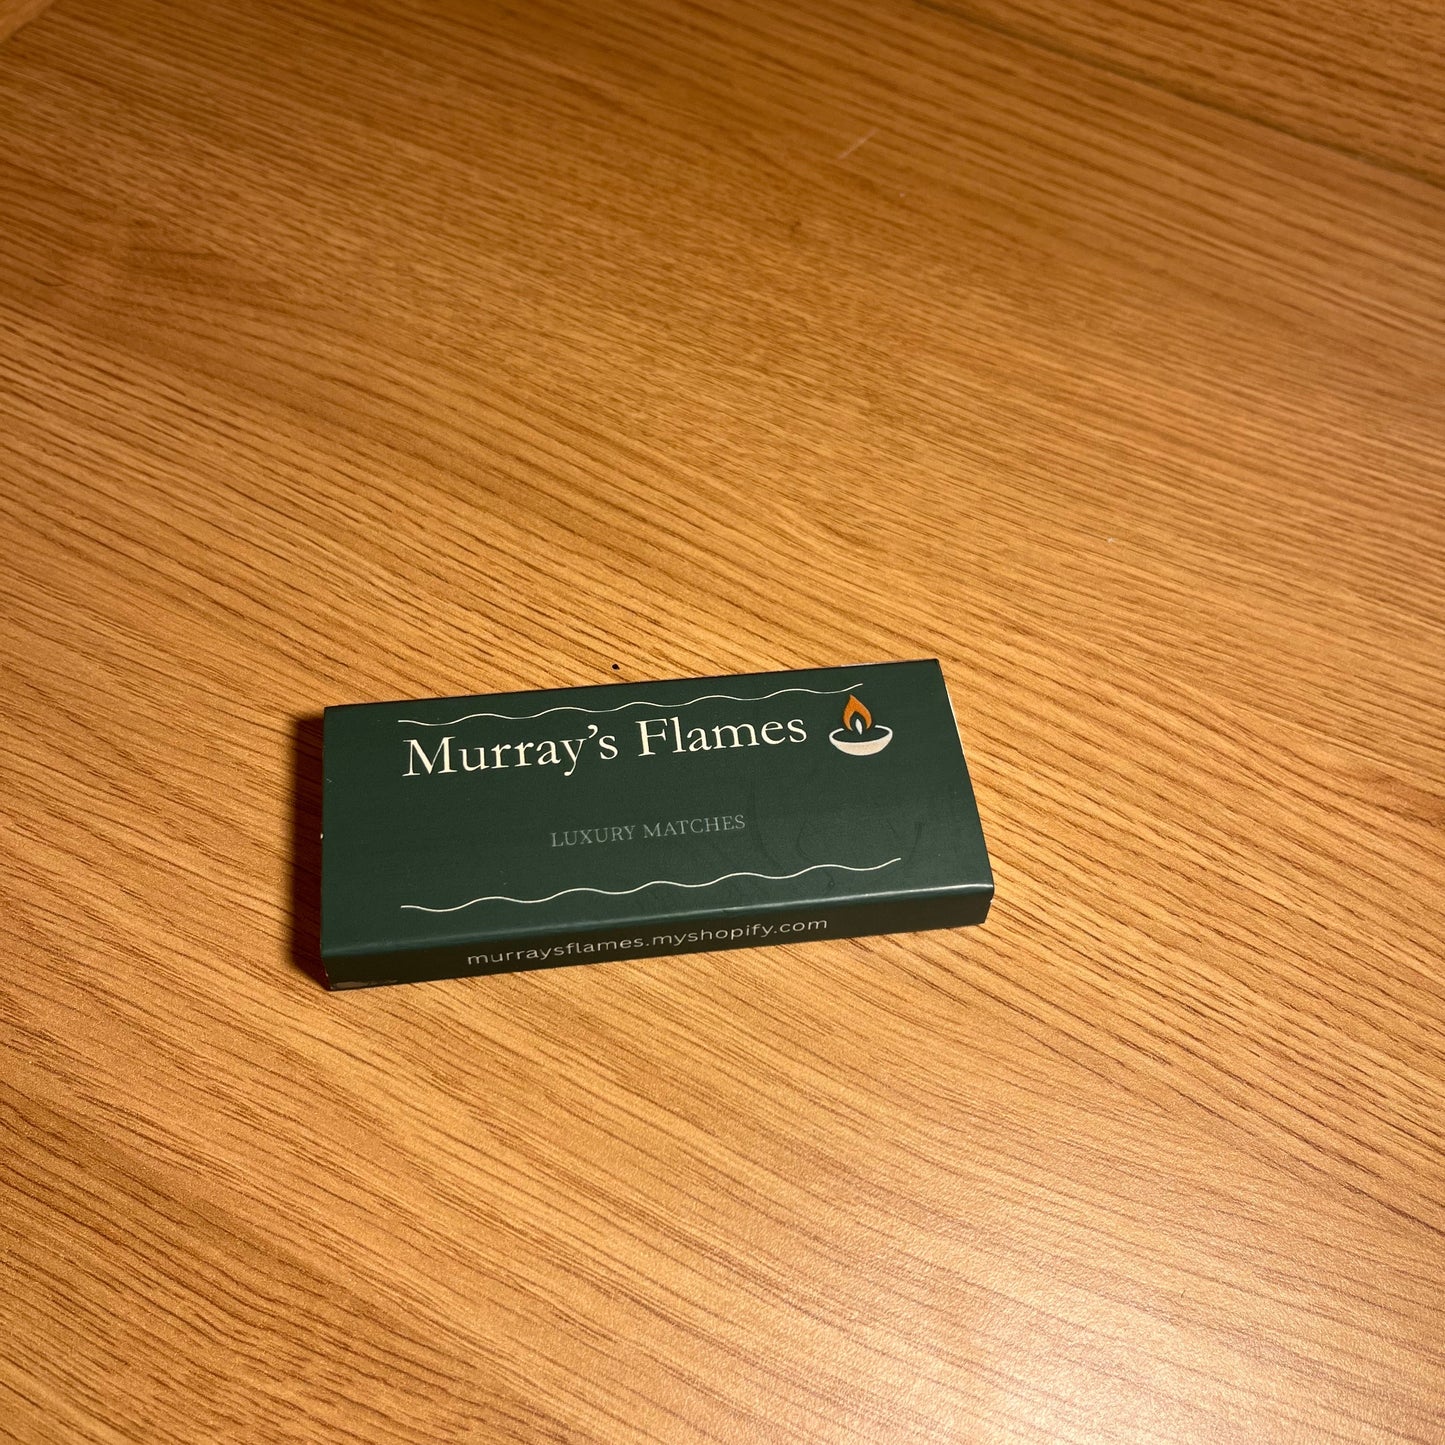 Murray’s Flames
LUXURY MATCHES
murraysflames.myshopify.com